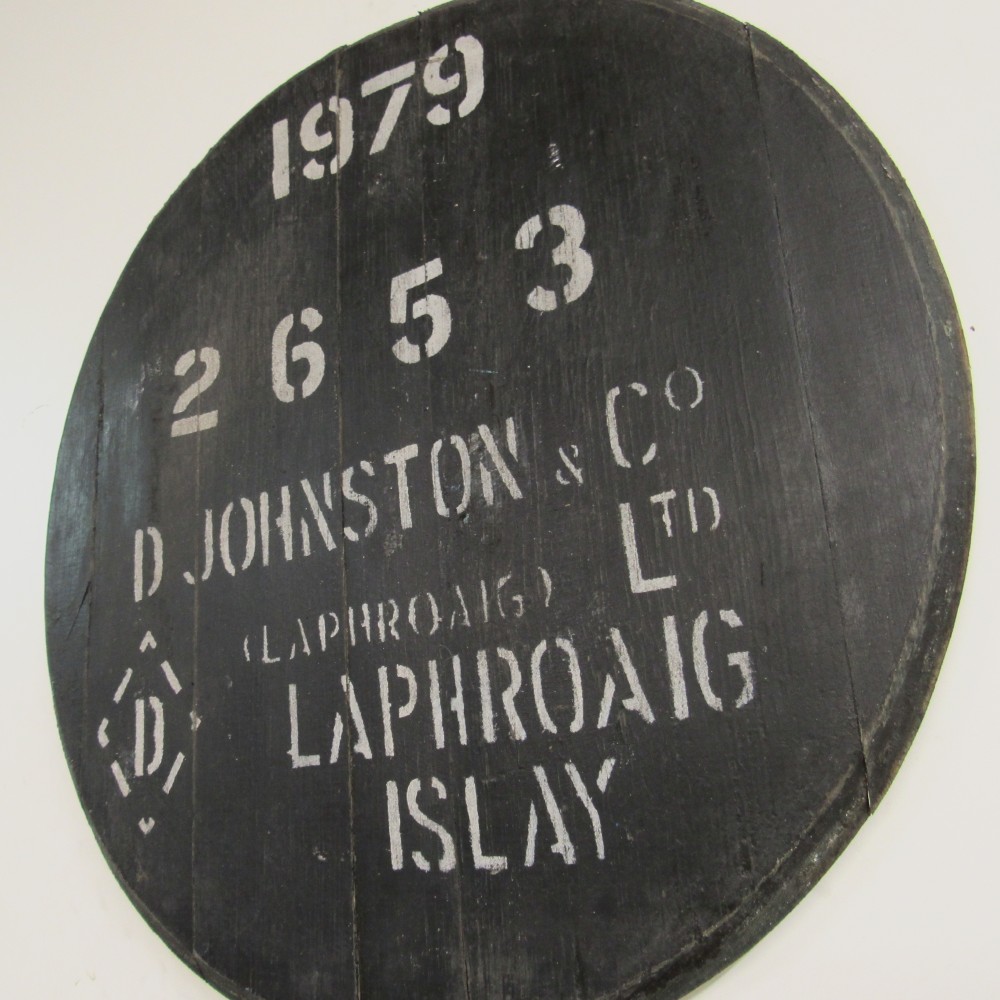 1979
2653
D JOHNSTON & CO
LTD
(LAPHROAIG)
LAPHROAIG
D
ISLAY